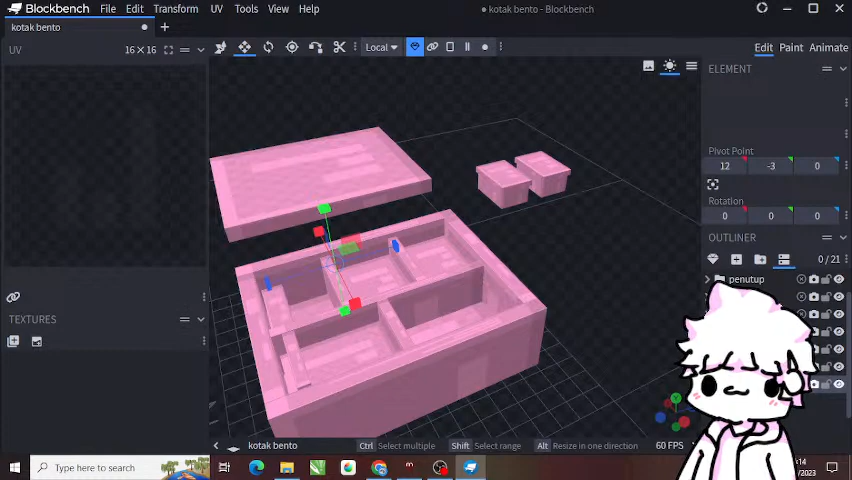 Blockbench File Edit Transform UV Tools View Help
kotak bento - Blockbench
kotak bento
UV 16×16
Local
Edit Paint Animate
ELEMENT
Pivot Point
12 -3 0
Rotation
0 0 0
OUTLINER
0 / 21
penutup
TEXTURES
kotak bento
Ctrl Select multiple Shift Select range Alt Resize in one direction 60 FPS
Type here to search
14
/2023